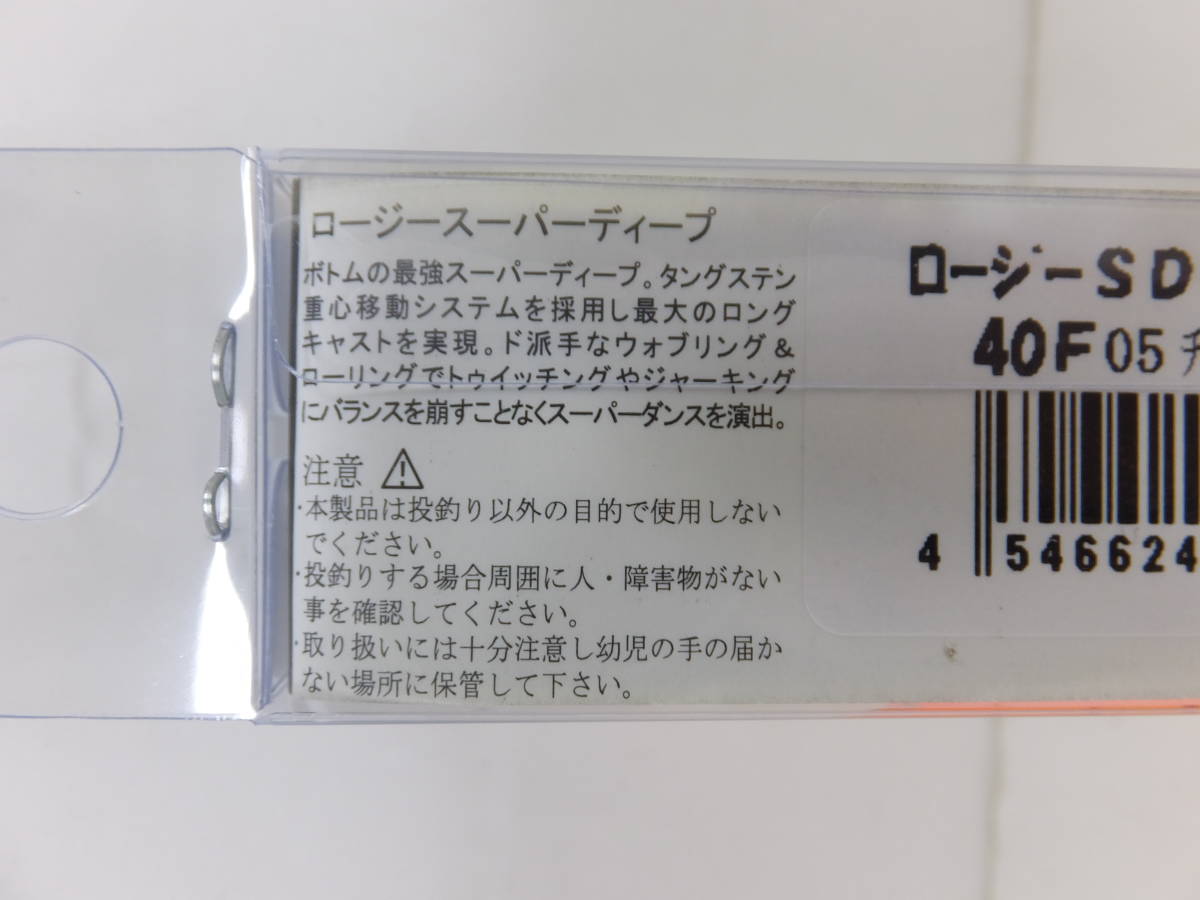 ロージースーパーディープ
ボトムの最強スーパーディープ。タングステン
重心移動システムを採用し最大のロング
キャストを実現。ド派手なウォブリング＆
ローリングでトゥイッチングやジャーキング
にバランスを崩すことなくスーパーダンスを演出。
注意
・本製品は投釣り以外の目的で使用しない
でください。
・投釣りする場合周囲に人・障害物がない
事を確認してください。
・取り扱いには十分注意し幼児の手の届か
ない場所に保管して下さい。
ロージーSD
40F05チ
4 546624